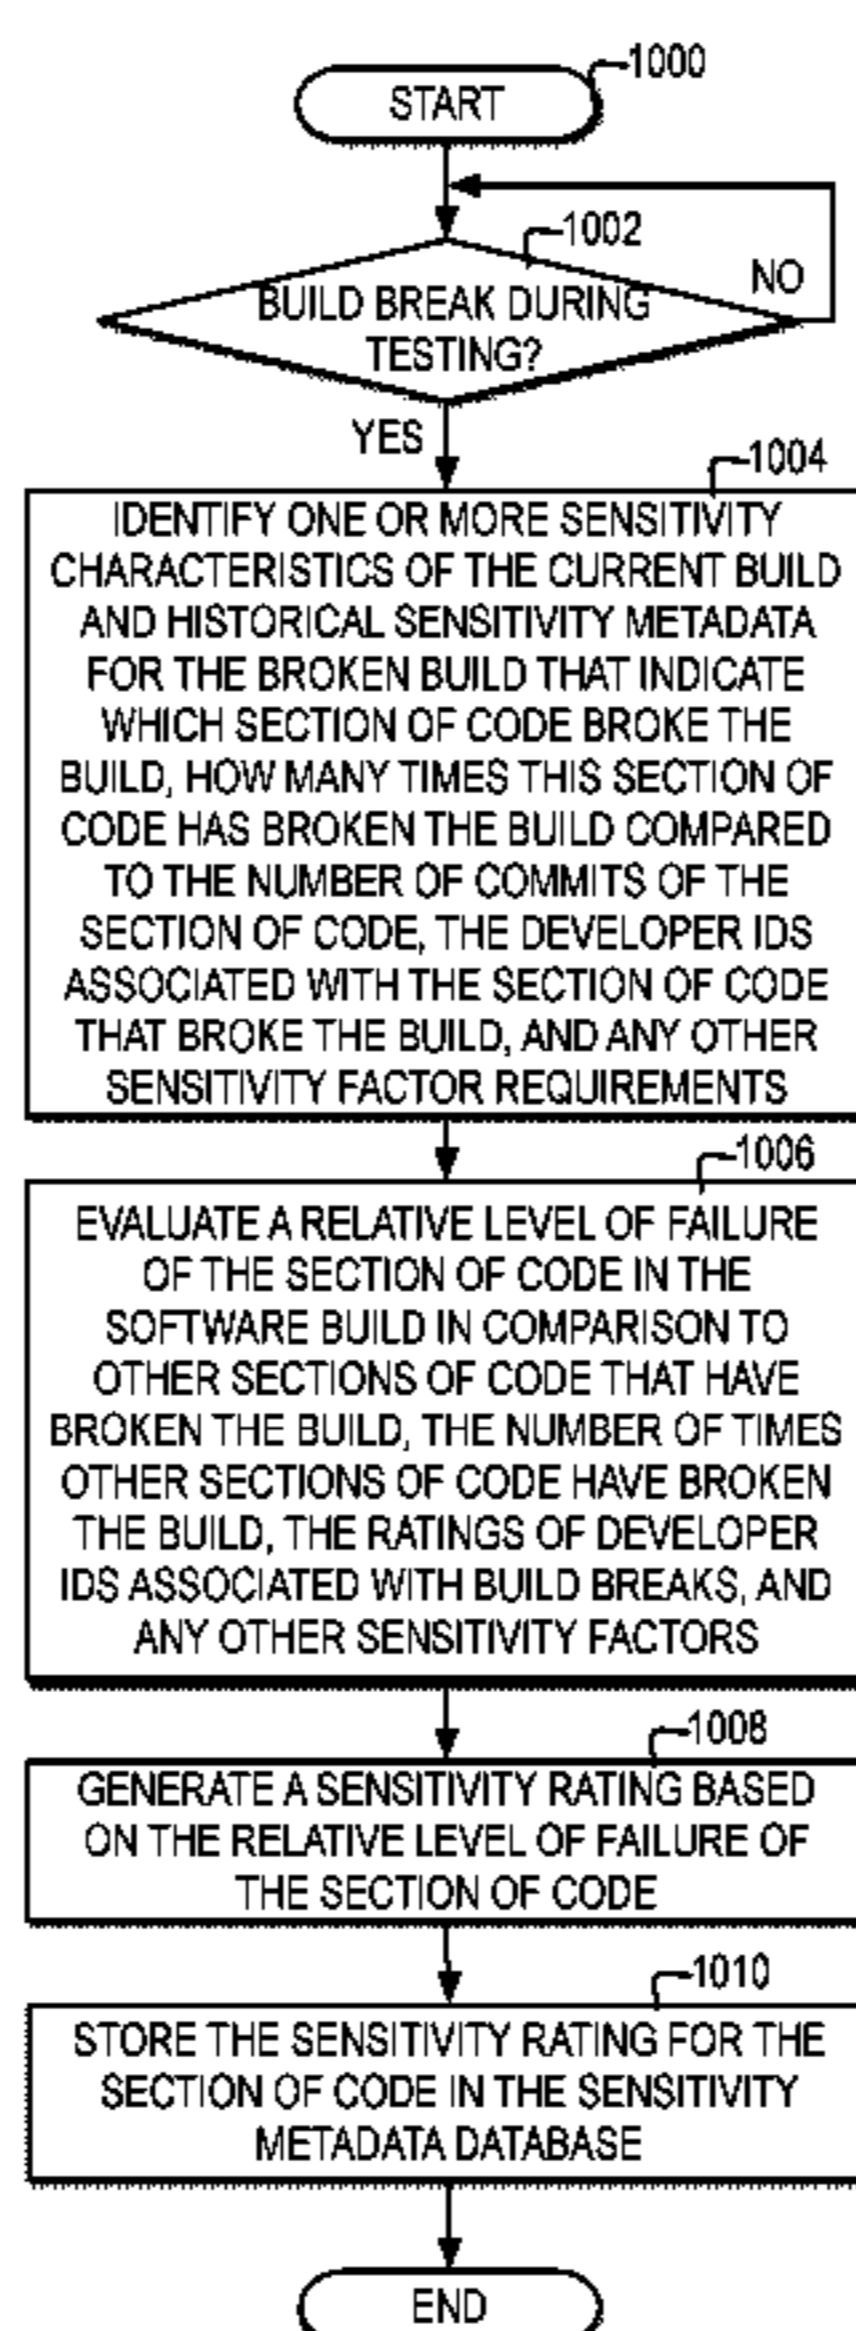 1000
START
1002
NO
BUILD BREAK DURING
TESTING?
YES
1004
IDENTIFY ONE OR MORE SENSITIVITY
CHARACTERISTICS OF THE CURRENT BUILD
AND HISTORICAL SENSITIVITY METADATA
FOR THE BROKEN BUILD THAT INDICATE
WHICH SECTION OF CODE BROKE THE
BUILD, HOW MANY TIMES THIS SECTION OF
CODE HAS BROKEN THE BUILD COMPARED
TO THE NUMBER OF COMMITS OF THE
SECTION OF CODE, THE DEVELOPER IDS
ASSOCIATED WITH THE SECTION OF CODE
THAT BROKE THE BUILD, AND ANY OTHER
SENSITIVITY FACTOR REQUIREMENTS
1006
EVALUATE A RELATIVE LEVEL OF FAILURE
OF THE SECTION OF CODE IN THE
SOFTWARE BUILD IN COMPARISON TO
OTHER SECTIONS OF CODE THAT HAVE
BROKEN THE BUILD, THE NUMBER OF TIMES
OTHER SECTIONS OF CODE HAVE BROKEN
THE BUILD, THE RATINGS OF DEVELOPER
IDS ASSOCIATED WITH BUILD BREAKS, AND
ANY OTHER SENSITIVITY FACTORS
1008
GENERATE A SENSITIVITY RATING BASED
ON THE RELATIVE LEVEL OF FAILURE OF
THE SECTION OF CODE
1010
STORE THE SENSITIVITY RATING FOR THE
SECTION OF CODE IN THE SENSITIVITY
METADATA DATABASE
END